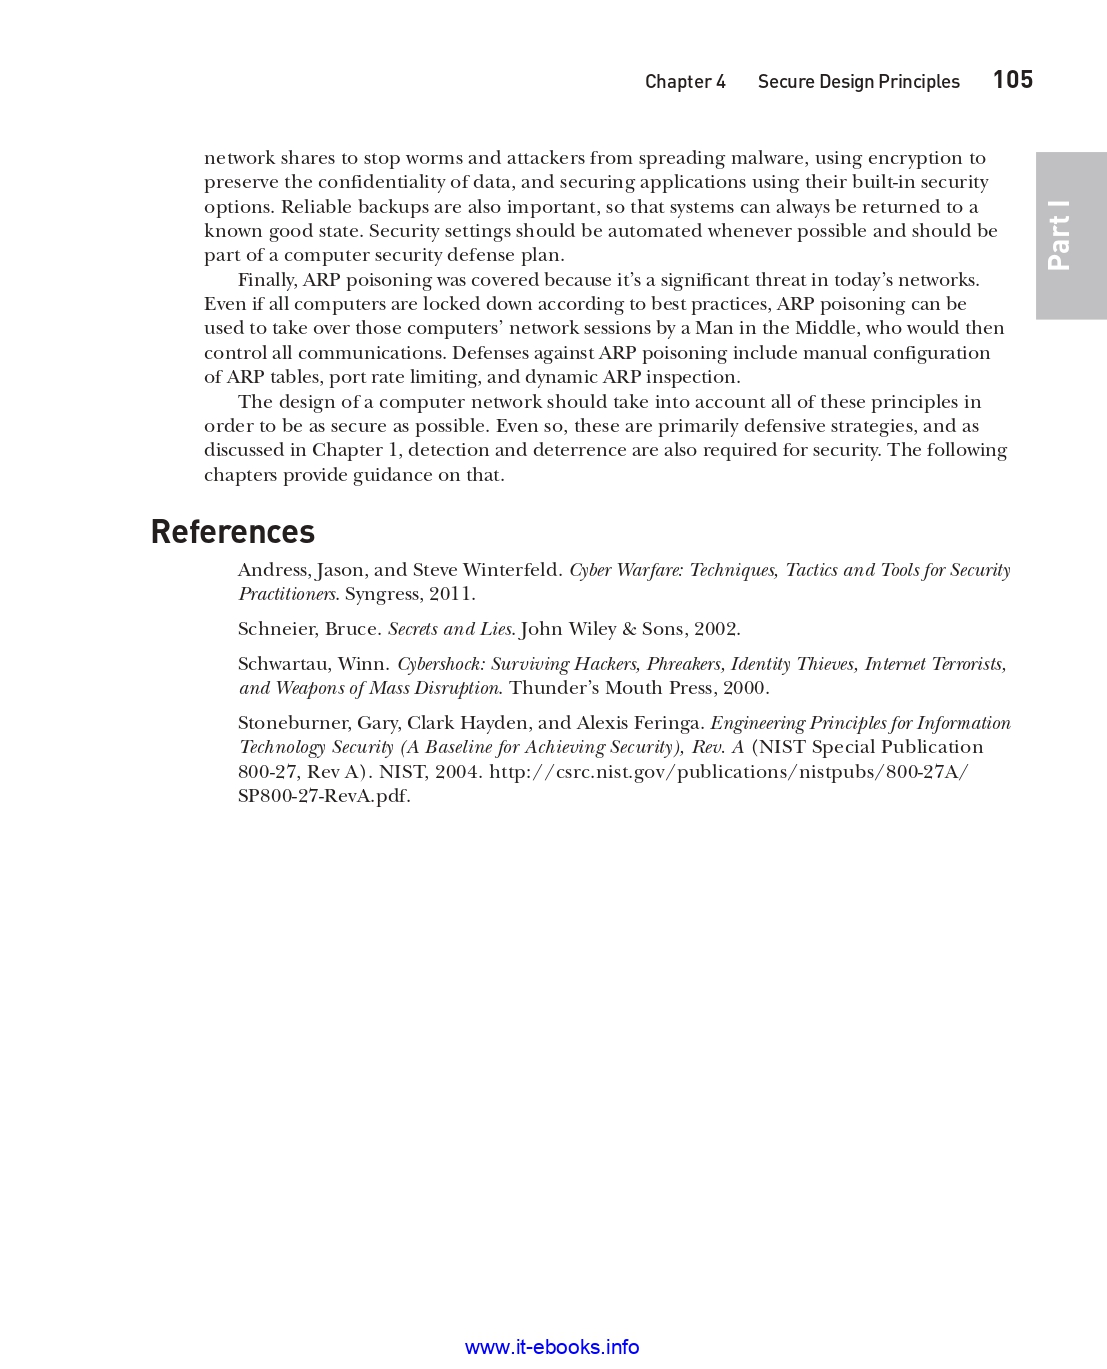 Chapter 4 Secure Design Principles 105
network shares to stop worms and attackers from spreading malware, using encryption to
preserve the confidentiality of data, and securing applications using their built-in security
options. Reliable backups are also important, so that systems can always be returned to a
known good state. Security settings should be automated whenever possible and should be
part of a computer security defense plan.
Finally, ARP poisoning was covered because it’s a significant threat in today’s networks.
Even if all computers are locked down according to best practices, ARP poisoning can be
used to take over those computers’ network sessions by a Man in the Middle, who would then
control all communications. Defenses against ARP poisoning include manual configuration
of ARP tables, port rate limiting, and dynamic ARP inspection.
The design of a computer network should take into account all of these principles in
order to be as secure as possible. Even so, these are primarily defensive strategies, and as
discussed in Chapter 1, detection and deterrence are also required for security. The following
chapters provide guidance on that.
Part I
References
Andress, Jason, and Steve Winterfeld. Cyber Warfare: Techniques, Tactics and Tools for Security
Practitioners. Syngress, 2011.
Schneier, Bruce. Secrets and Lies. John Wiley & Sons, 2002.
Schwartau, Winn. Cybershock: Surviving Hackers, Phreakers, Identity Thieves, Internet Terrorists,
and Weapons of Mass Disruption. Thunder’s Mouth Press, 2000.
Stoneburner, Gary, Clark Hayden, and Alexis Feringa. Engineering Principles for Information
Technology Security (A Baseline for Achieving Security), Rev. A (NIST Special Publication
800-27, Rev A). NIST, 2004. http://csrc.nist.gov/publications/nistpubs/800-27A/
SP800-27-RevA.pdf.
www.it-ebooks.info